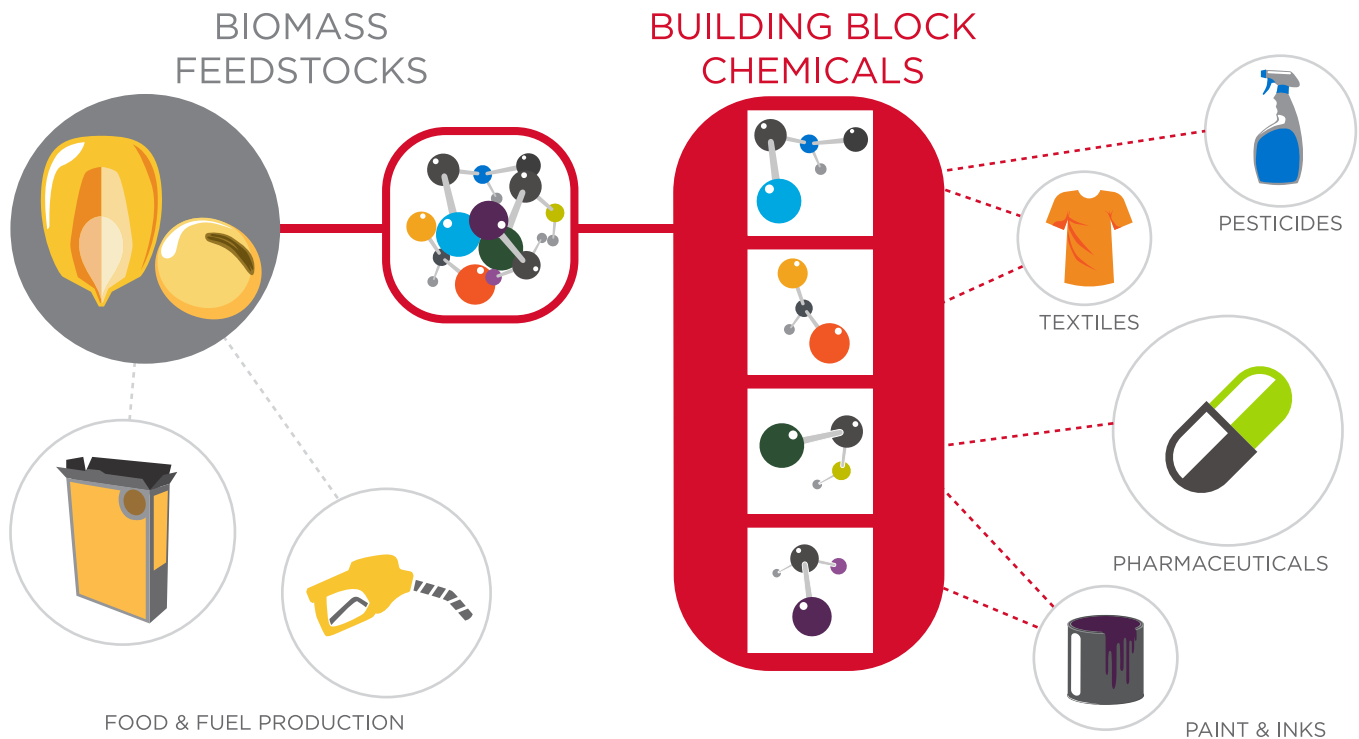 BIOMASS
FEEDSTOCKS
BUILDING BLOCK
CHEMICALS
PESTICIDES
TEXTILES
PHARMACEUTICALS
FOOD & FUEL PRODUCTION
PAINT & INKS